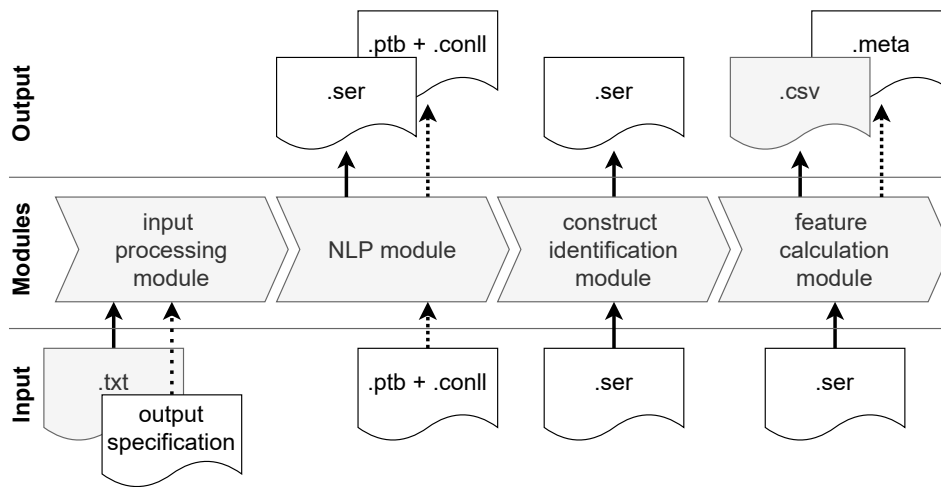 Output
.ptb + .conll
.ser
.ser
.meta
.csv
Modules
input
processing
module
NLP module
construct
identification
module
feature
calculation
module
Input
.txt
output
specification
.ptb + .conll
.ser
.ser